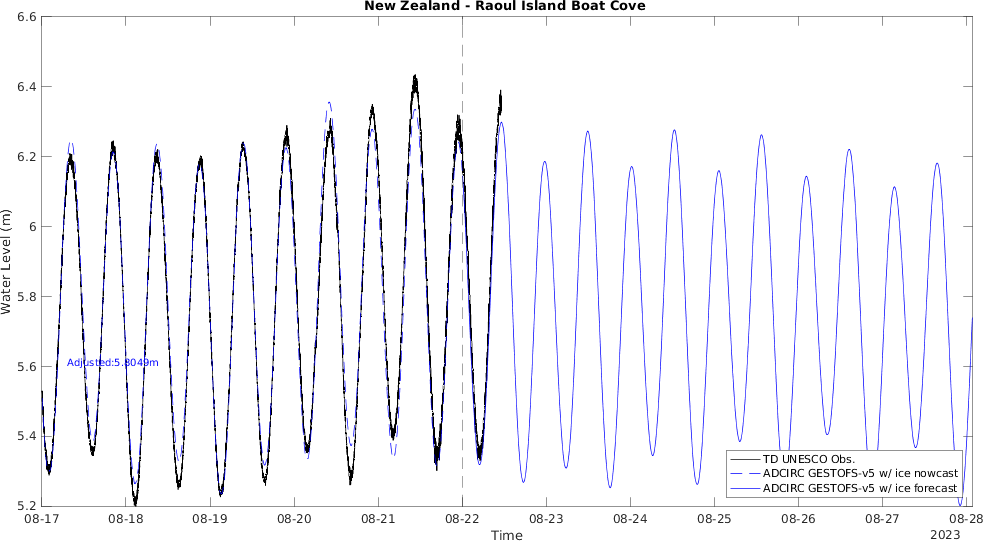 New Zealand - Raoul Island Boat Cove
6.6
6.4
6.2
6
5.8
5.6
5.4
5.2
Water Level (m)
Adjusted:5.8049m
TD UNESCO Obs.
ADCIRC GESTOFS-v5 w/ ice nowcast
ADCIRC GESTOFS-v5 w/ ice forecast
08-17 08-18 08-19 08-20 08-21 08-22 08-23 08-24 08-25 08-26 08-27 08-28
Time
2023